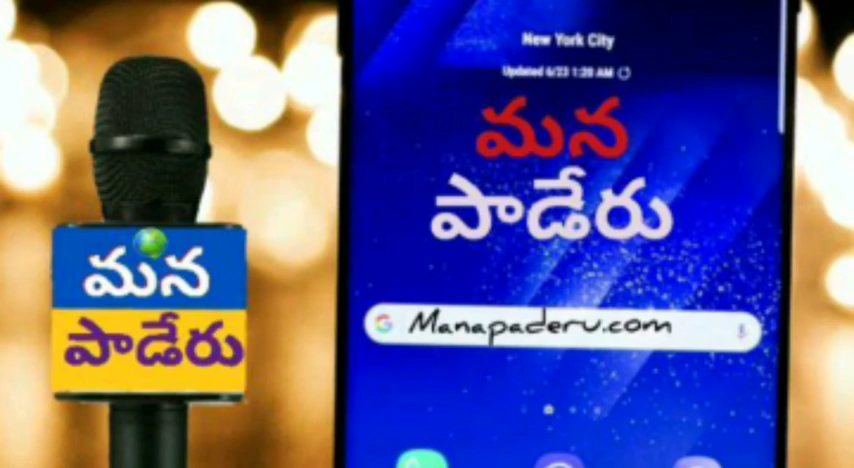 మన
పాడేరు
New York City
Updated 6/23 1:20 AM
మన
పాడేరు
Manapaderu.com